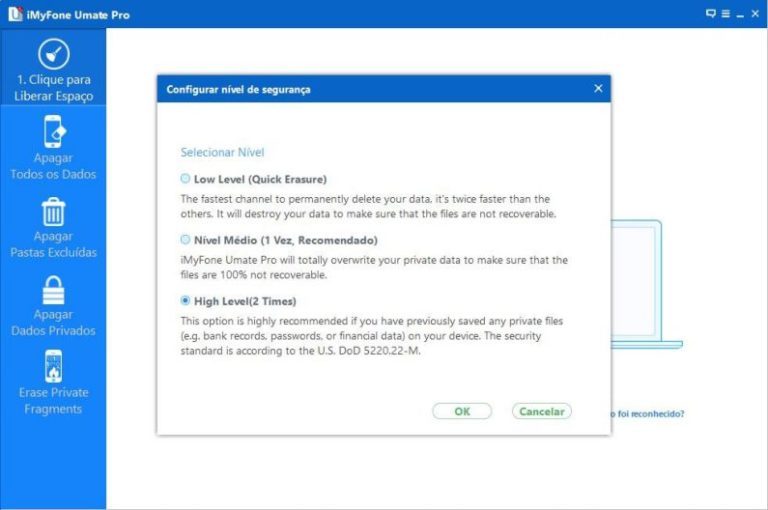 iMyFone Umate Pro
1. Clique para
Liberar Espaço
Apagar
Todos os Dados
Apagar
Pastas Excluídas
Apagar
Dados Privados
Erase Private
Fragments
Configurar nível de segurança
Selecionar Nível
Low Level (Quick Erasure)
The fastest channel to permanently delete your data, it's twice faster than the
others. It will destroy your data to make sure that the files are not recoverable.
Nível Médio (1 Vez, Recomendado)
iMyFone Umate Pro will totally overwrite your private data to make sure that the
files are 100% not recoverable.
High Level(2 Times)
This option is highly recommended if you have previously saved any private files
(e.g. bank records, passwords, or financial data) on your device. The security
standard is according to the U.S. DoD 5220.22-M.
OK
Cancelar
o foi reconhecido?